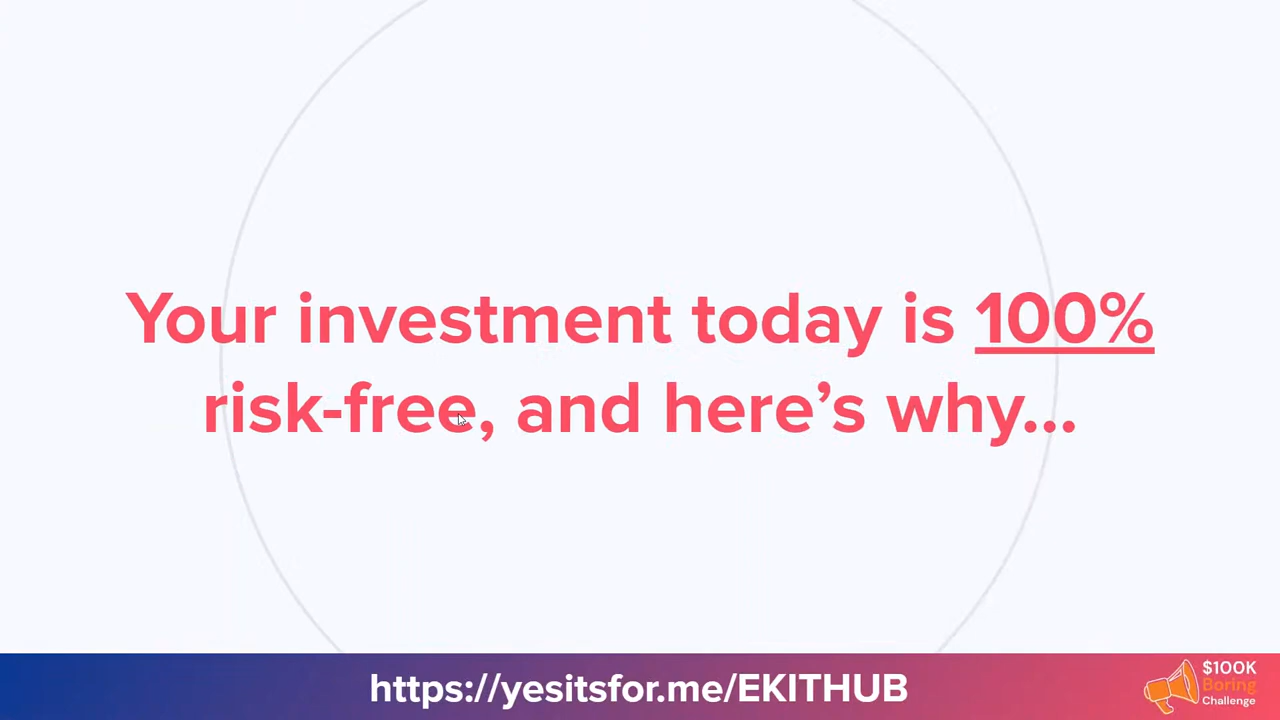 Your investment today is 100%
risk-free, and here’s why...
https://yesitsfor.me/EKITHUB
$100K
Boring
Challenge